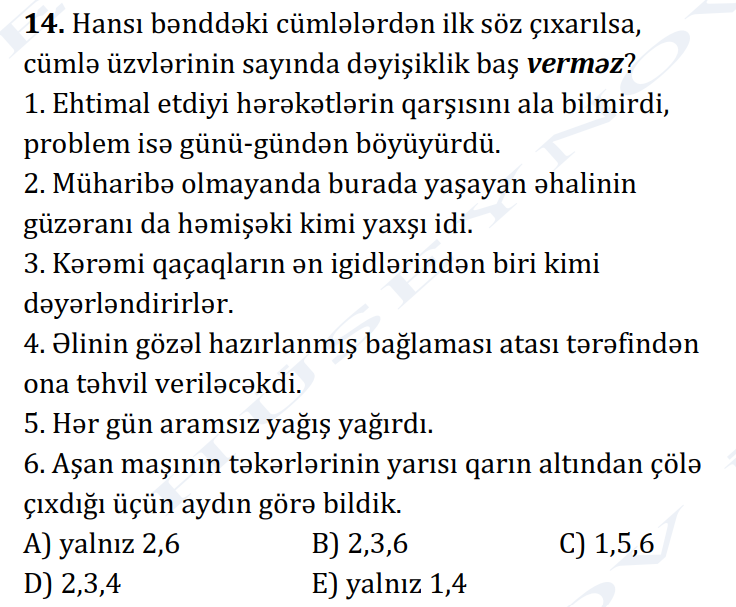 14. Hansı bənddəki cümlələrdən ilk söz çıxarılsa,
cümlə üzvlərinin sayında dəyişiklik baş verməz?
1. Ehtimal etdiyi hərəkətlərin qarşısını ala bilmirdi,
problem isə günü-gündən böyüyürdü.
2. Müharibə olmayanda burada yaşayan əhalinin
güzəranı da həmişəki kimi yaxşı idi.
3. Kərəmi qaçaqların ən igidlərindən biri kimi
dəyərləndirirlər.
4. Əlinin gözəl hazırlanmış bağlaması atası tərəfindən
ona təhvil veriləcəkdi.
5. Hər gün aramsız yağış yağırdı.
6. Aşan maşının təkərlərinin yarısı qarın altından çölə
çıxdığı üçün aydın görə bildik.
A) yalnız 2,6 B) 2,3,6 C) 1,5,6
D) 2,3,4 E) yalnız 1,4